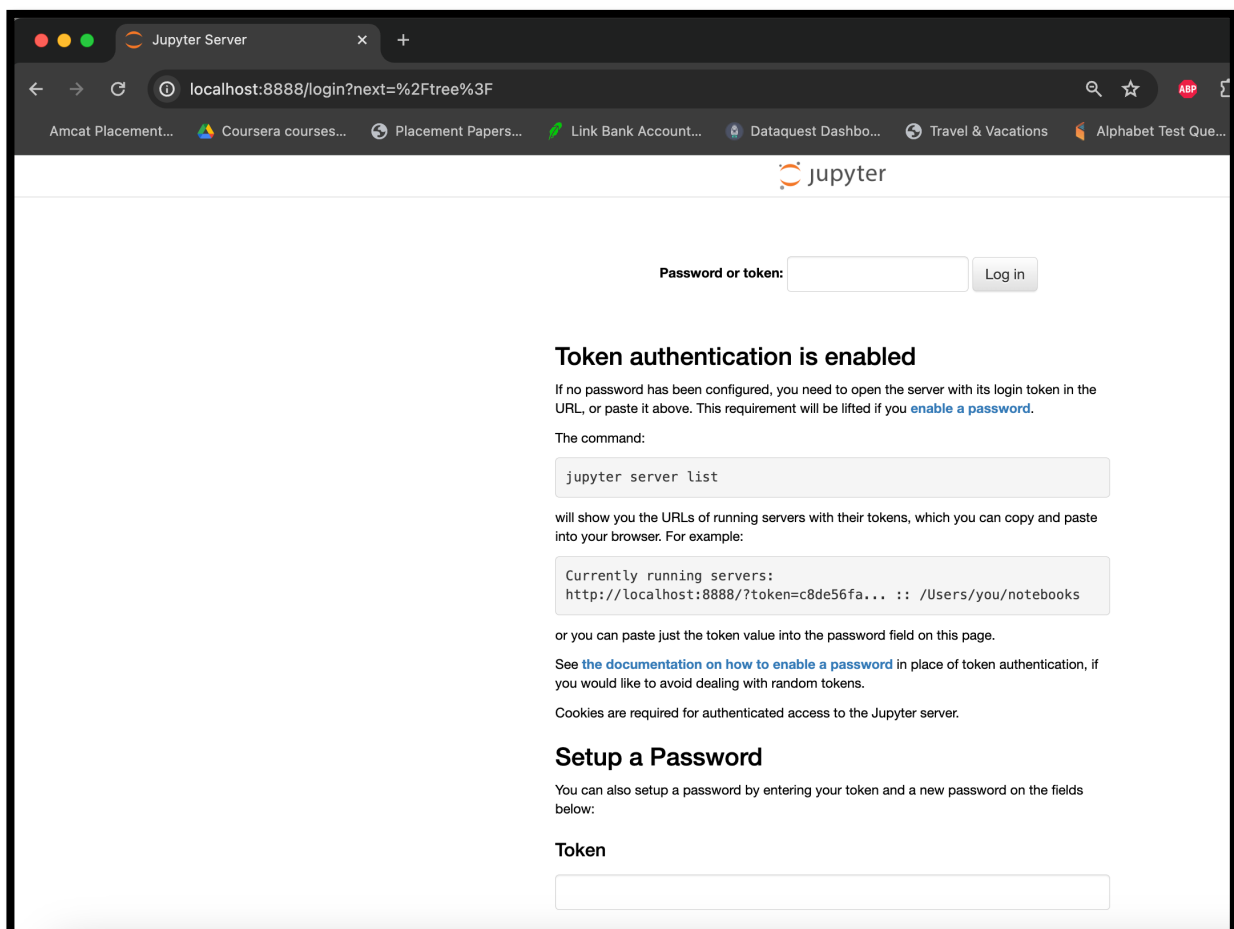 Jupyter Server
localhost:8888/login?next=%2Ftree%3F
ABP
Amcat Placement... Coursera courses... Placement Papers... Link Bank Account... Dataquest Dashbo... Travel & Vacations Alphabet Test Que...
jupyter
Password or token: Log in
Token authentication is enabled
If no password has been configured, you need to open the server with its login token in the
URL, or paste it above. This requirement will be lifted if you enable a password.
The command:
jupyter server list
will show you the URLs of running servers with their tokens, which you can copy and paste
into your browser. For example:
Currently running servers:
http://localhost:8888/?token=c8de56fa... :: /Users/you/notebooks
or you can paste just the token value into the password field on this page.
See the documentation on how to enable a password in place of token authentication, if
you would like to avoid dealing with random tokens.
Cookies are required for authenticated access to the Jupyter server.
Setup a Password
You can also setup a password by entering your token and a new password on the fields
below:
Token